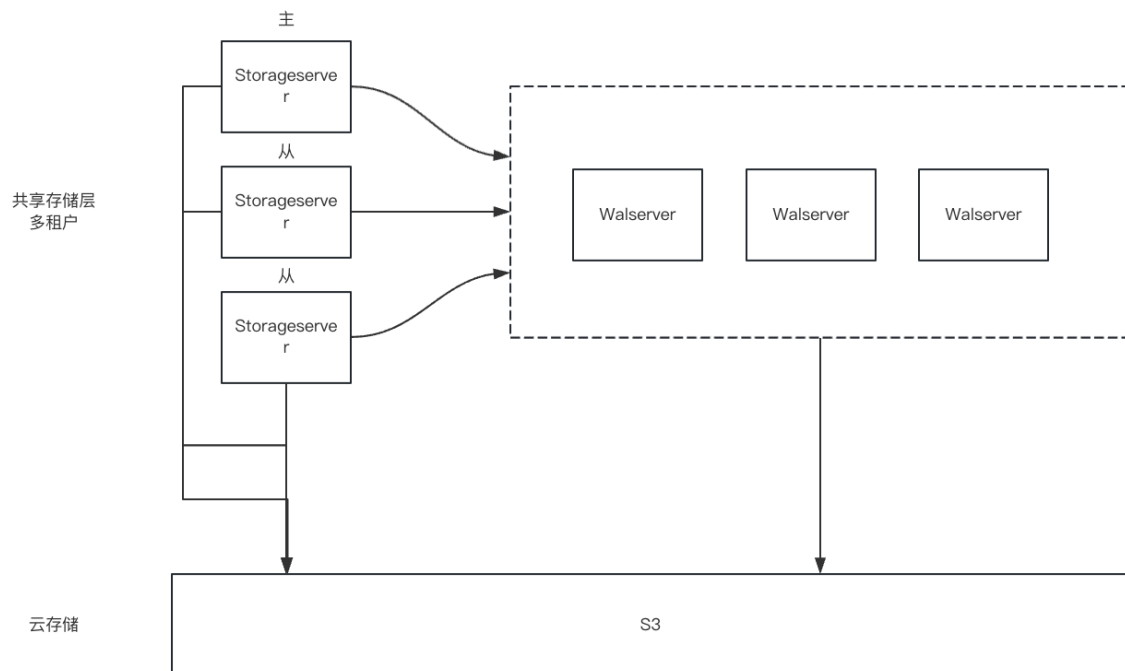 主
Storageserve
r
从
共享存储层
多租户
Storageserve
r
Walserver
Walserver
Walserver
从
Storageserve
r
云存储
S3